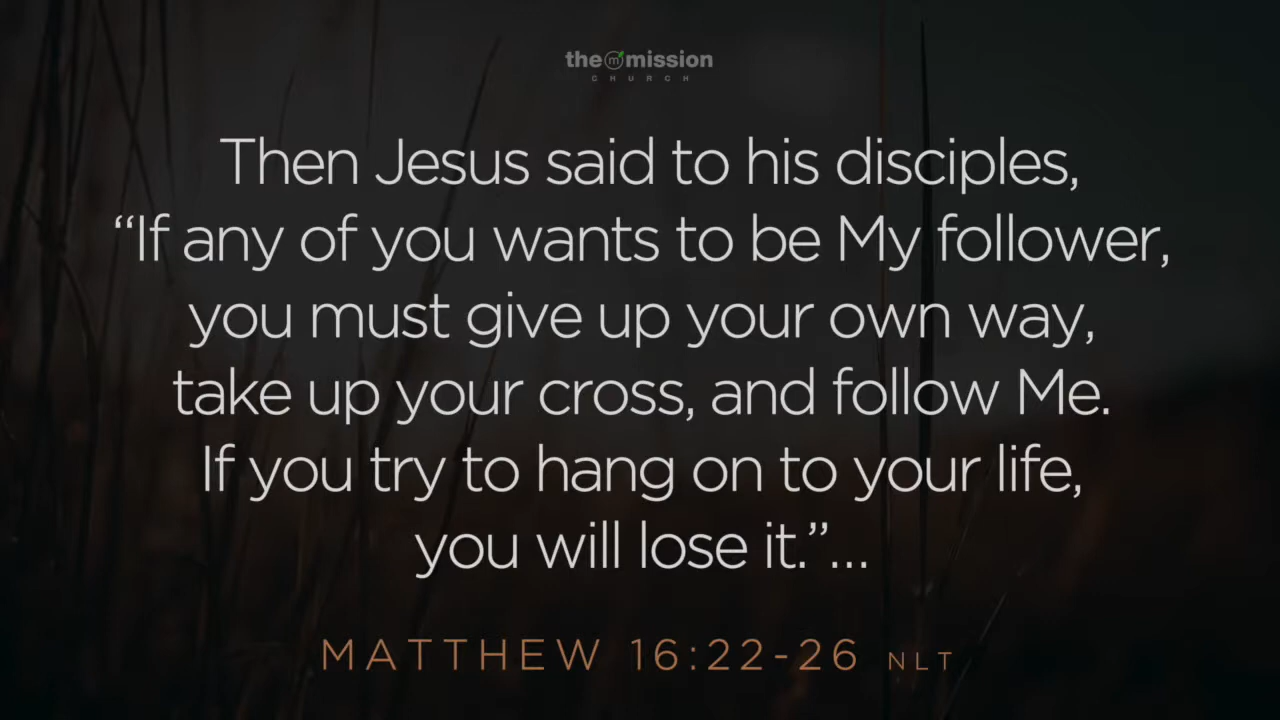 the mission
CHURCH
Then Jesus said to his disciples,
“If any of you wants to be My follower,
you must give up your own way,
take up your cross, and follow Me.
If you try to hang on to your life,
you will lose it.”...
MATTHEW 16:22-26 NLT